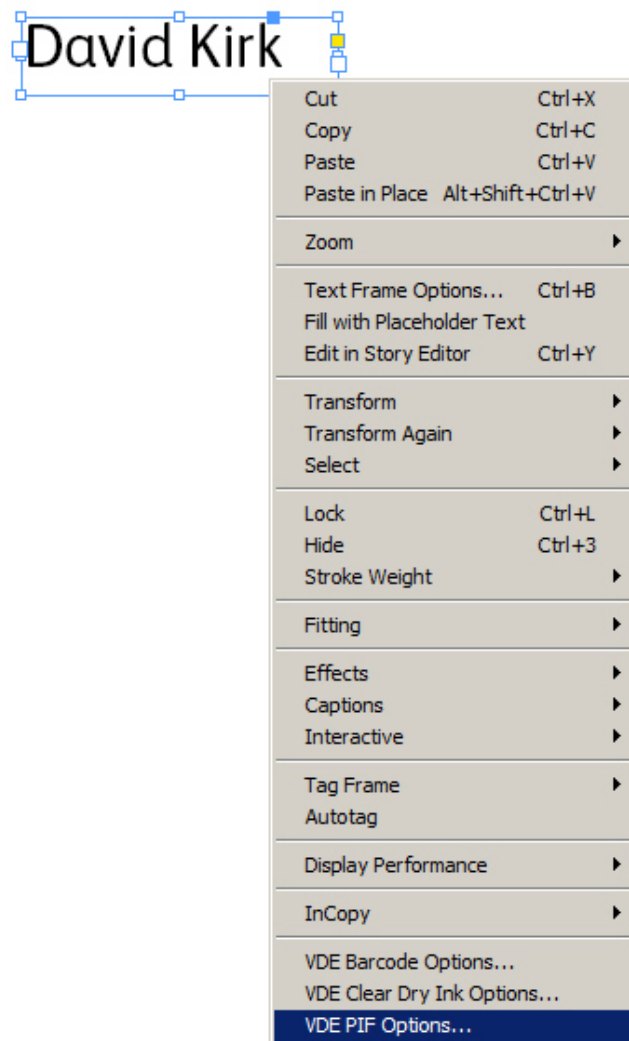 David Kirk
Cut Ctrl+X
Copy Ctrl+C
Paste Ctrl+V
Paste in Place Alt+Shift+Ctrl+V
Zoom
Text Frame Options... Ctrl+B
Fill with Placeholder Text
Edit in Story Editor Ctrl+Y
Transform
Transform Again
Select
Lock Ctrl+L
Hide Ctrl+3
Stroke Weight
Fitting
Effects
Captions
Interactive
Tag Frame
Autotag
Display Performance
InCopy
VDE Barcode Options...
VDE Clear Dry Ink Options...
VDE PIF Options...